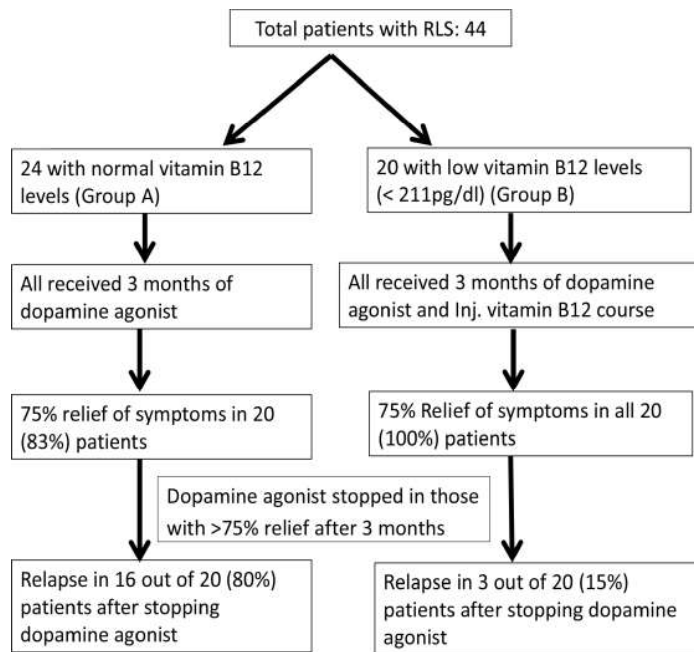 Total patients with RLS: 44
24 with normal vitamin B12
levels (Group A)
20 with low vitamin B12 levels
(< 211pg/dl) (Group B)
All received 3 months of
dopamine agonist
All received 3 months of dopamine
agonist and Inj. vitamin B12 course
75% relief of symptoms in 20
(83%) patients
75% Relief of symptoms in all 20
(100%) patients
Dopamine agonist stopped in those
with >75% relief after 3 months
Relapse in 16 out of 20 (80%)
patients after stopping
dopamine agonist
Relapse in 3 out of 20 (15%)
patients after stopping dopamine
agonist